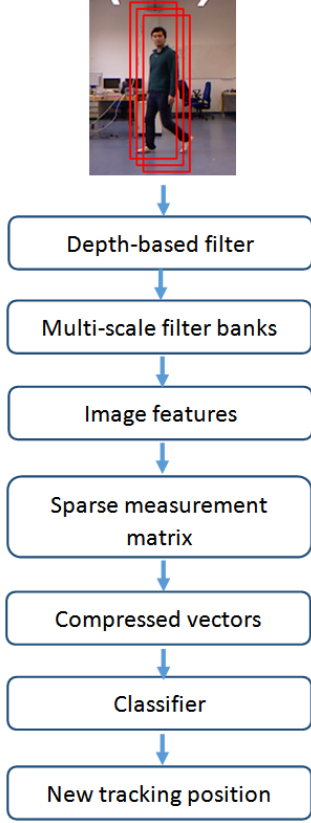 Depth-based filter
Multi-scale filter banks
Image features
Sparse measurement
matrix
Compressed vectors
Classifier
New tracking position